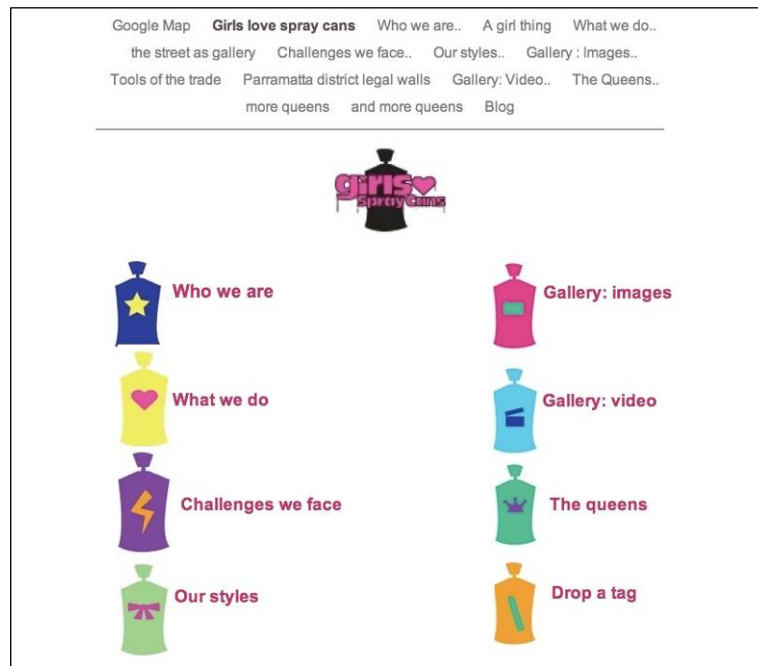 Google Map Girls love spray cans Who we are.. A girl thing What we do..
the street as gallery Challenges we face.. Our styles.. Gallery : Images..
Tools of the trade Parramatta district legal walls Gallery: Video.. The Queens..
more queens and more queens Blog
girls
Spray Cans
Who we are
Gallery: images
What we do
Gallery: video
Challenges we face
The queens
Our styles
Drop a tag